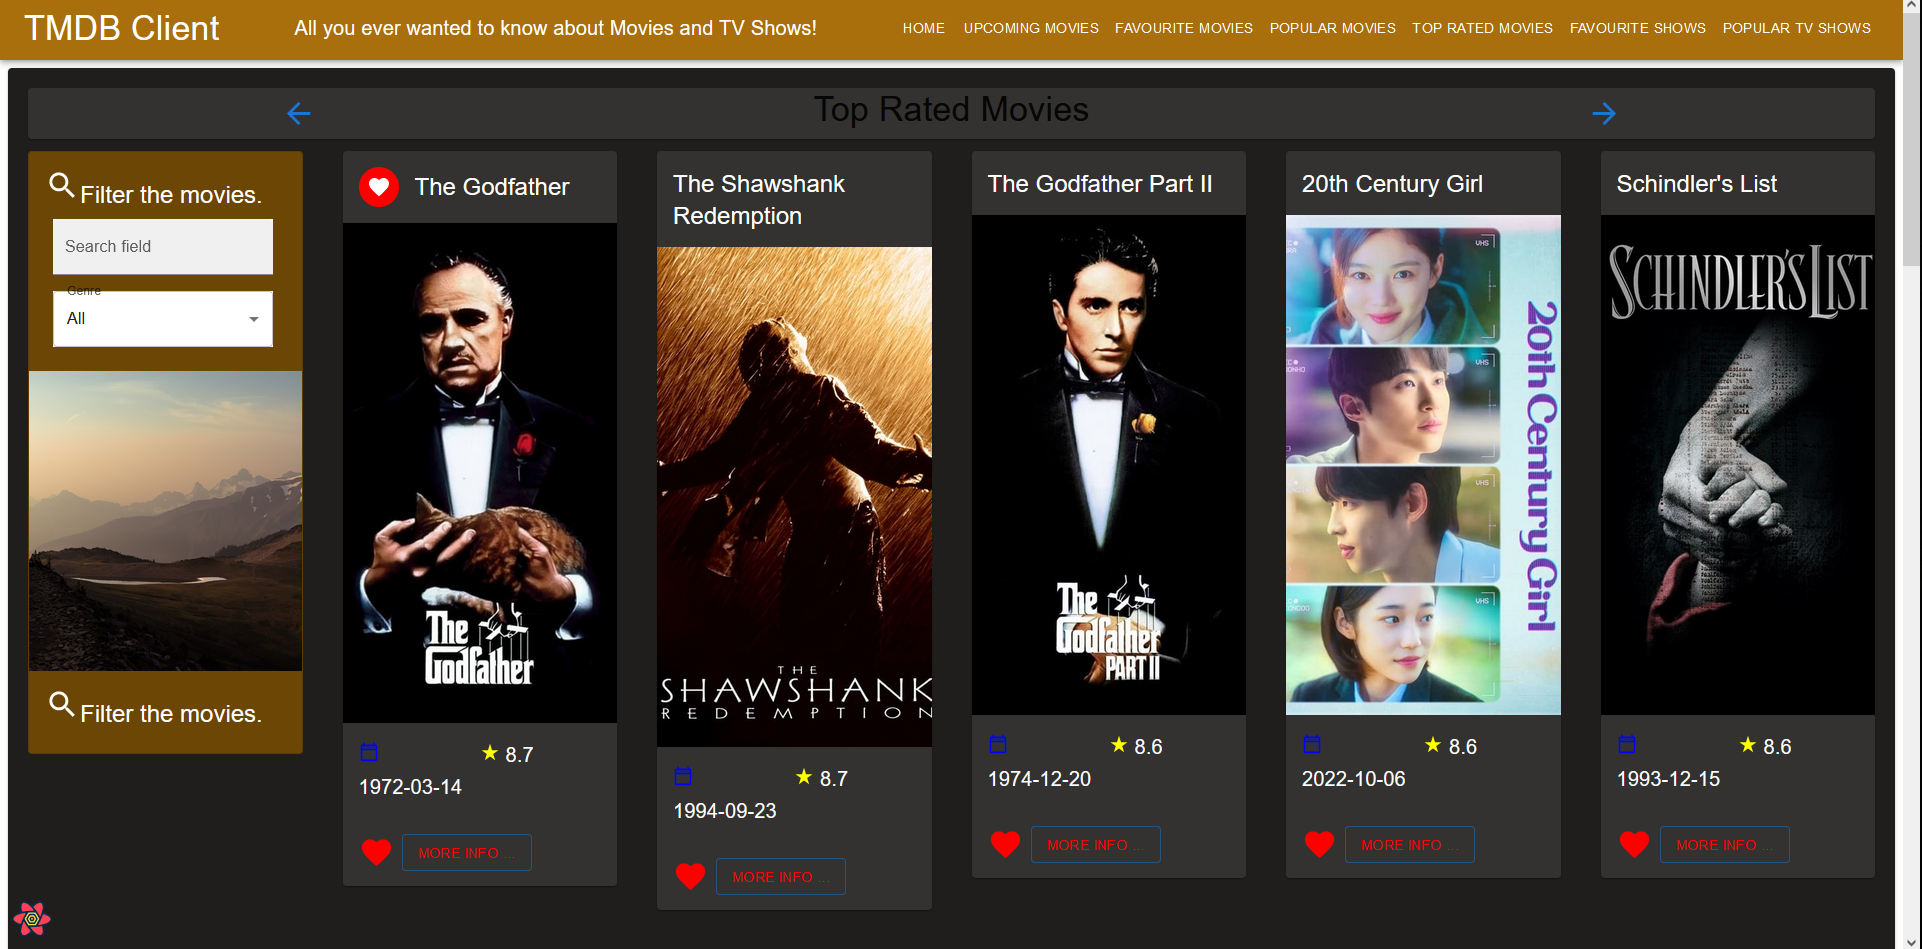 TMDB Client
All you ever wanted to know about Movies and TV Shows!
HOME UPCOMING MOVIES FAVOURITE MOVIES POPULAR MOVIES TOP RATED MOVIES FAVOURITE SHOWS POPULAR TV SHOWS
Top Rated Movies
Filter the movies.
Search field
Genre
All
Filter the movies.
The Godfather
The
Godfather
8.7
1972-03-14
MORE INFO ...
The Shawshank
Redemption
THE
SHAWSHANK
REDEMPTION
8.7
1994-09-23
MORE INFO ...
The Godfather Part II
The
Godfather
PART II
8.6
1974-12-20
MORE INFO ...
20th Century Girl
VHS
VHS
VHS
VHS
20th Century Girl
8.6
2022-10-06
MORE INFO ...
Schindler's List
SCHINDLER'S LIST
8.6
1993-12-15
MORE INFO ...